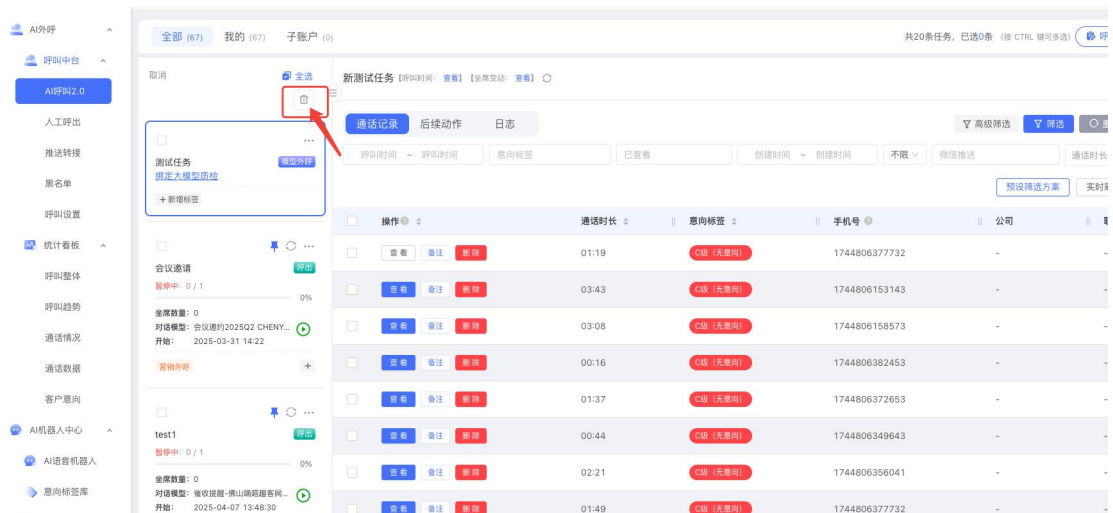 AI外呼
呼叫中台
AI呼叫2.0
人工呼出
推送转接
黑名单
呼叫设置
统计看板
呼叫整体
呼叫趋势
通话情况
通话数据
客户意向
AI机器人中心
AI语音机器人
意向标签库
全部 (67) 我的 (67) 子账户 (0)
共20条任务，已选0条 (按 CTRL 键可多选)
取消 全选
测试任务 模型外呼
绑定大模型质检
+ 新增标签
会议邀请 呼出
暂停中: 0 / 1
0%
坐席数量: 0
对话模型: 会议邀约2025Q2 CHENY...
开始: 2025-03-31 14:22
营销外呼 +
test1 呼出
暂停中: 0 / 1
0%
坐席数量: 0
开始: 2025-04-07 13:48:30
新测试任务 [呼叫时间: 查看] [坐席变动: 查看]
通话记录 后续动作 日志
高级筛选 筛选
呼叫时间 ~ 呼叫时间 意向标签 已查看 创建时间 ~ 创建时间 不限 微信推送 通话时长
预设筛选方案
操作 通话时长 意向标签 手机号 公司
查看 备注 删除 01:19 C级 (无意向) 1744806377732 -
查看 备注 删除 03:43 C级 (无意向) 1744806153143 -
查看 备注 删除 03:08 C级 (无意向) 1744806158573 -
查看 备注 删除 00:16 C级 (无意向) 1744806382453 -
查看 备注 删除 01:37 C级 (无意向) 1744806372653 -
查看 备注 删除 00:44 C级 (无意向) 1744806349643 -
查看 备注 删除 02:21 C级 (无意向) 1744806356041 -
查看 备注 删除 01:49 C级 (无意向) 1744806377732 -